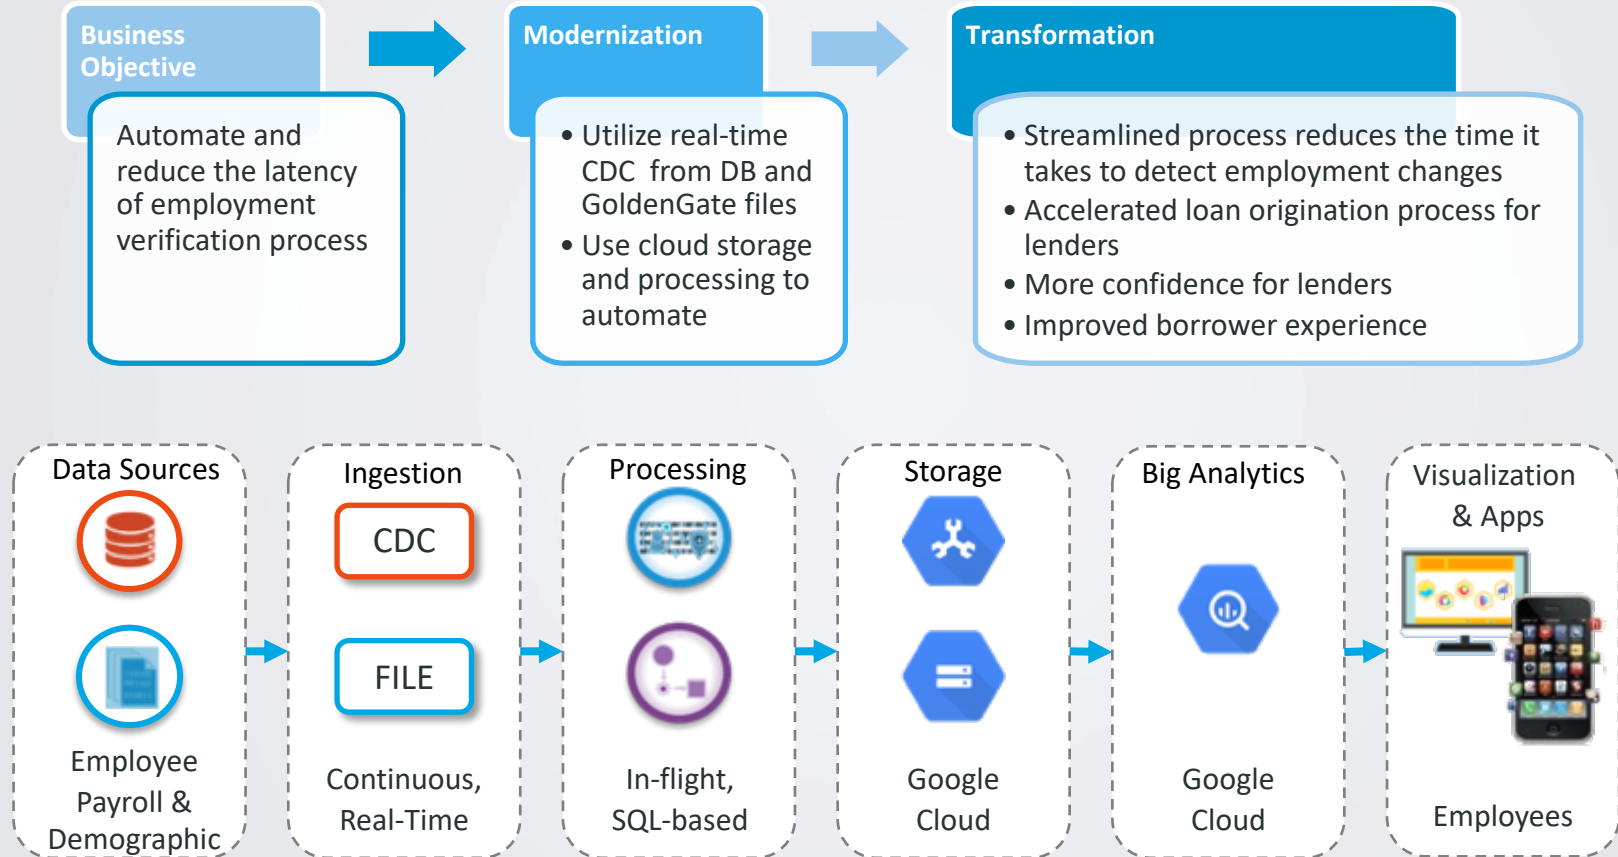 Business
Objective
Automate and
reduce the latency
of employment
verification process
Modernization
• Utilize real-time
CDC from DB and
GoldenGate files
• Use cloud storage
and processing to
automate
Transformation
• Streamlined process reduces the time it
takes to detect employment changes
• Accelerated loan origination process for
lenders
• More confidence for lenders
• Improved borrower experience
Data Sources
Employee
Payroll &
Demographic
Ingestion
CDC
FILE
Continuous,
Real-Time
Processing
In-flight,
SQL-based
Storage
Google
Cloud
Big Analytics
Google
Cloud
Visualization
& Apps
Employees